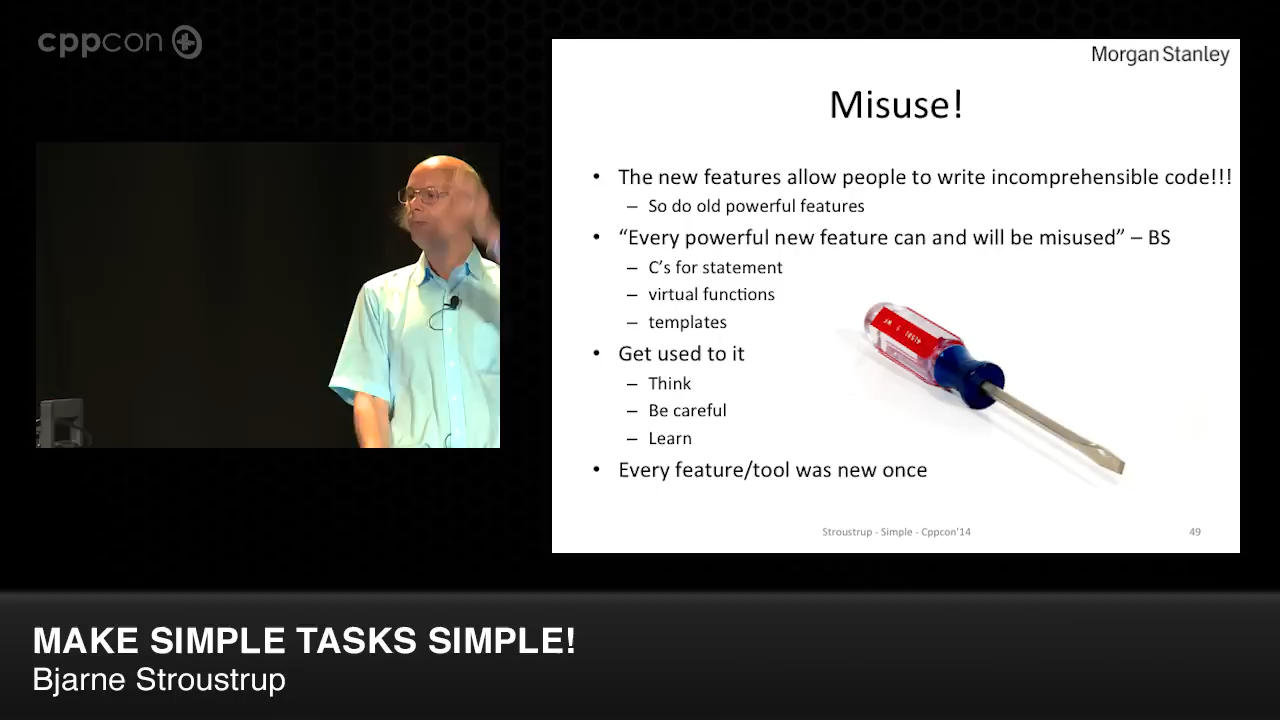 cppcon
Morgan Stanley
Misuse!
• The new features allow people to write incomprehensible code!!!
– So do old powerful features
• “Every powerful new feature can and will be misused” – BS
– C’s for statement
– virtual functions
– templates
• Get used to it
– Think
– Be careful
– Learn
• Every feature/tool was new once
Stroustrup - Simple - Cppcon'14
49
MAKE SIMPLE TASKS SIMPLE!
Bjarne Stroustrup